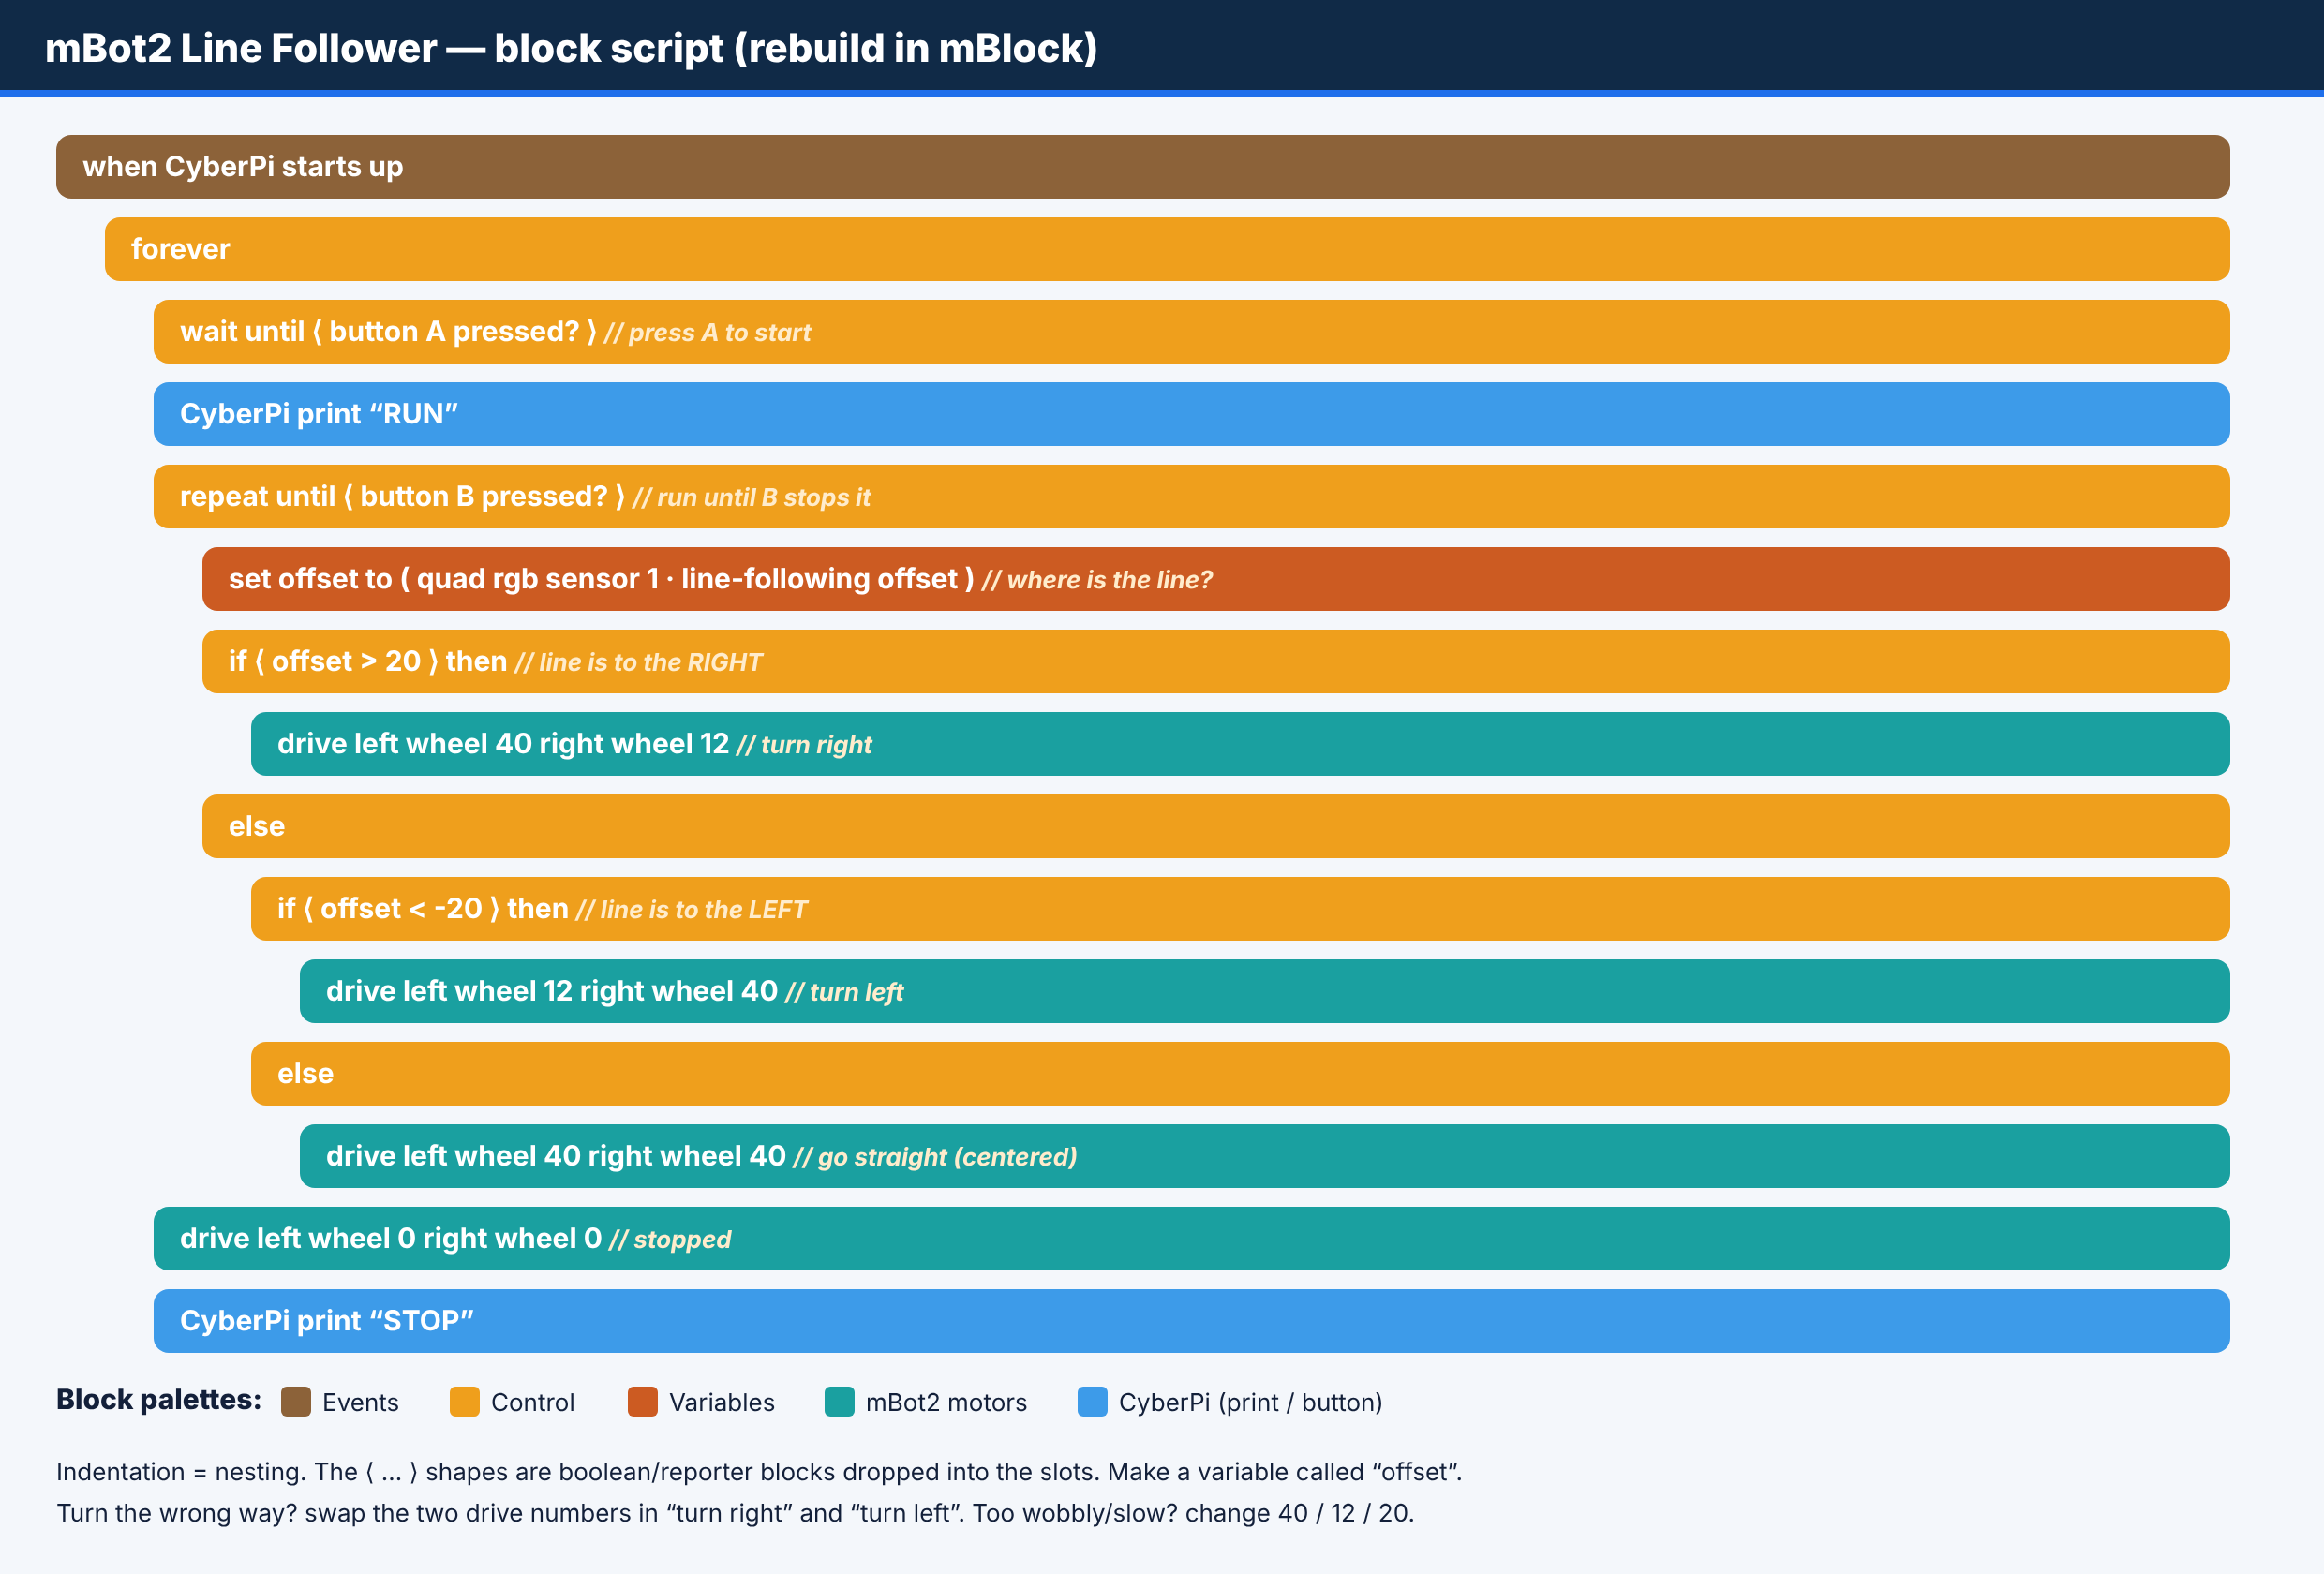 mBot2 Line Follower — block script (rebuild in mBlock)
when CyberPi starts up
forever
wait until ⟨ button A pressed? ⟩ // press A to start
CyberPi print “RUN”
repeat until ⟨ button B pressed? ⟩ // run until B stops it
set offset to ( quad rgb sensor 1 · line-following offset ) // where is the line?
if ⟨ offset > 20 ⟩ then // line is to the RIGHT
drive left wheel 40 right wheel 12 // turn right
else
if ⟨ offset < -20 ⟩ then // line is to the LEFT
drive left wheel 12 right wheel 40 // turn left
else
drive left wheel 40 right wheel 40 // go straight (centered)
drive left wheel 0 right wheel 0 // stopped
CyberPi print “STOP”
Block palettes: Events Control Variables mBot2 motors CyberPi (print / button)
Indentation = nesting. The ⟨ ... ⟩ shapes are boolean/reporter blocks dropped into the slots. Make a variable called “offset”.
Turn the wrong way? swap the two drive numbers in “turn right” and “turn left”. Too wobbly/slow? change 40 / 12 / 20.